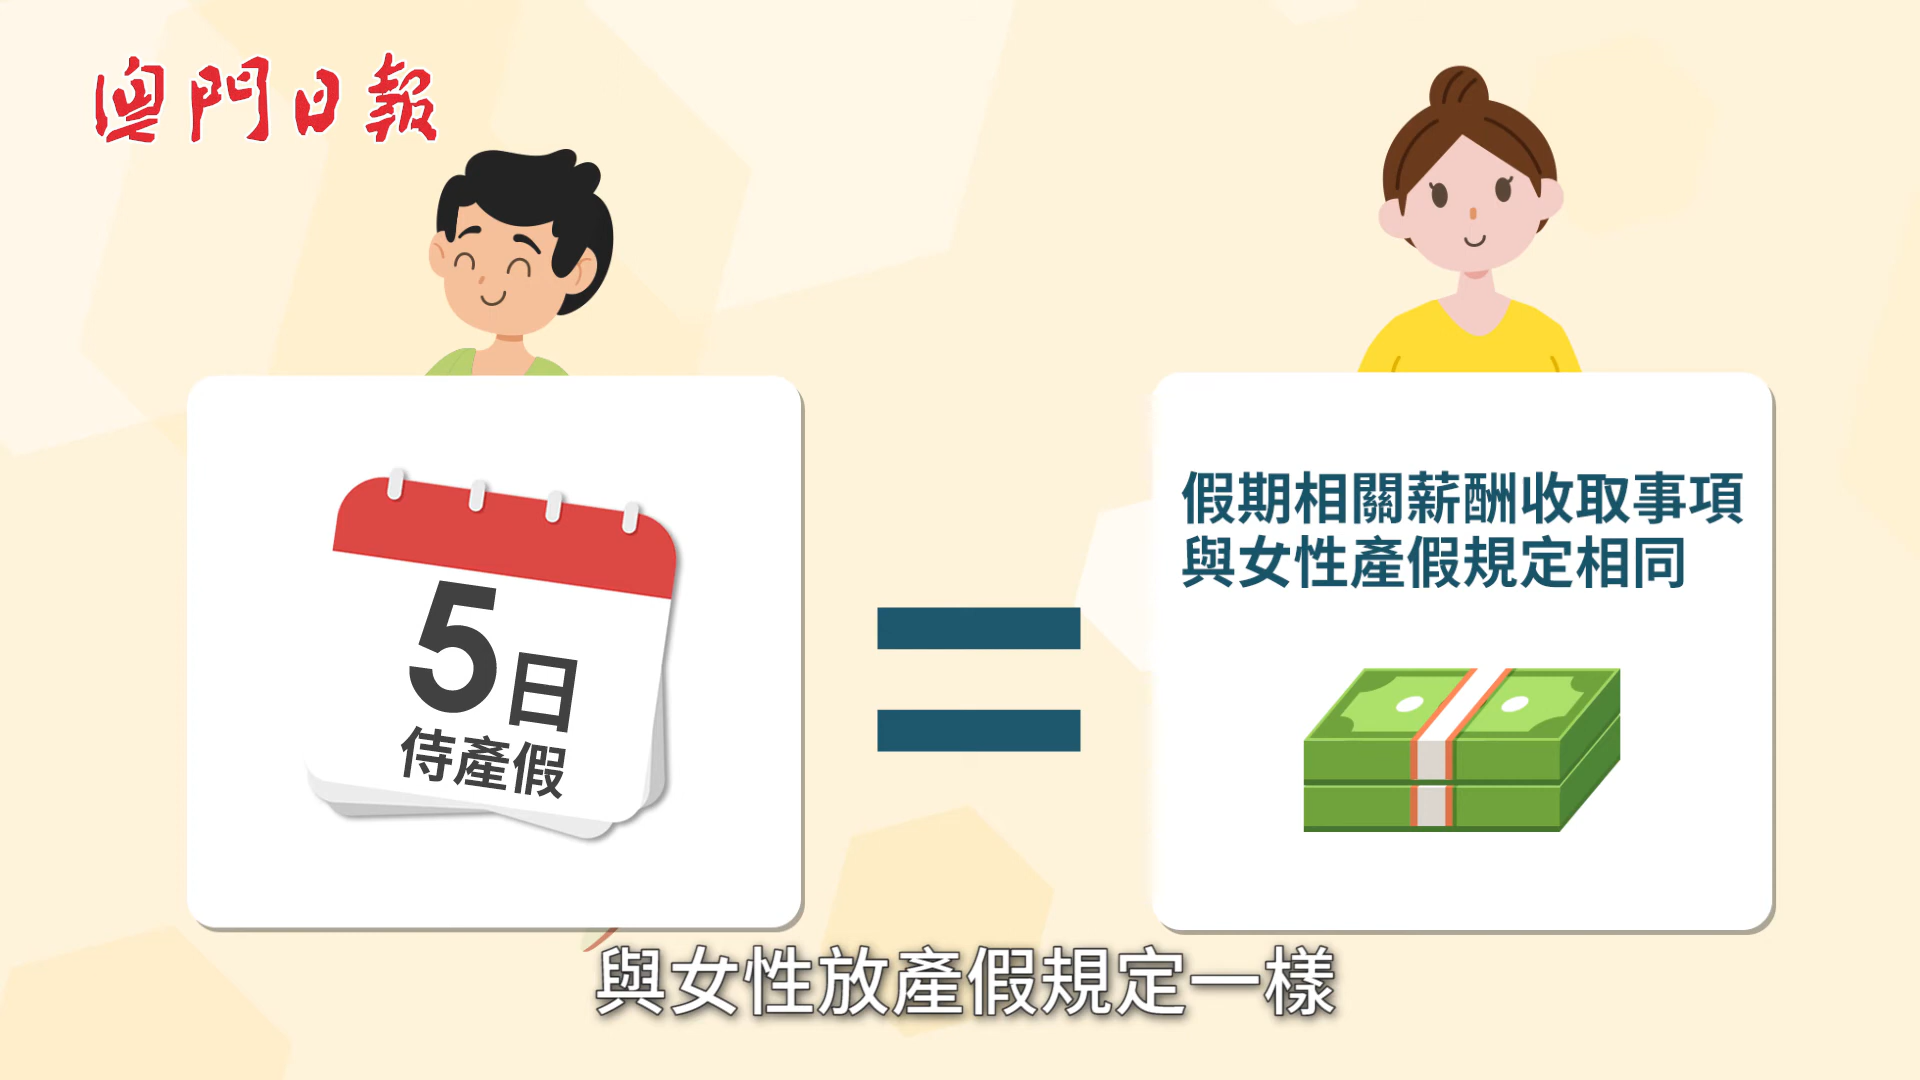 澳門日報
5日
侍產假
假期相關薪酬收取事項
與女性產假規定相同
與女性放產假規定一樣